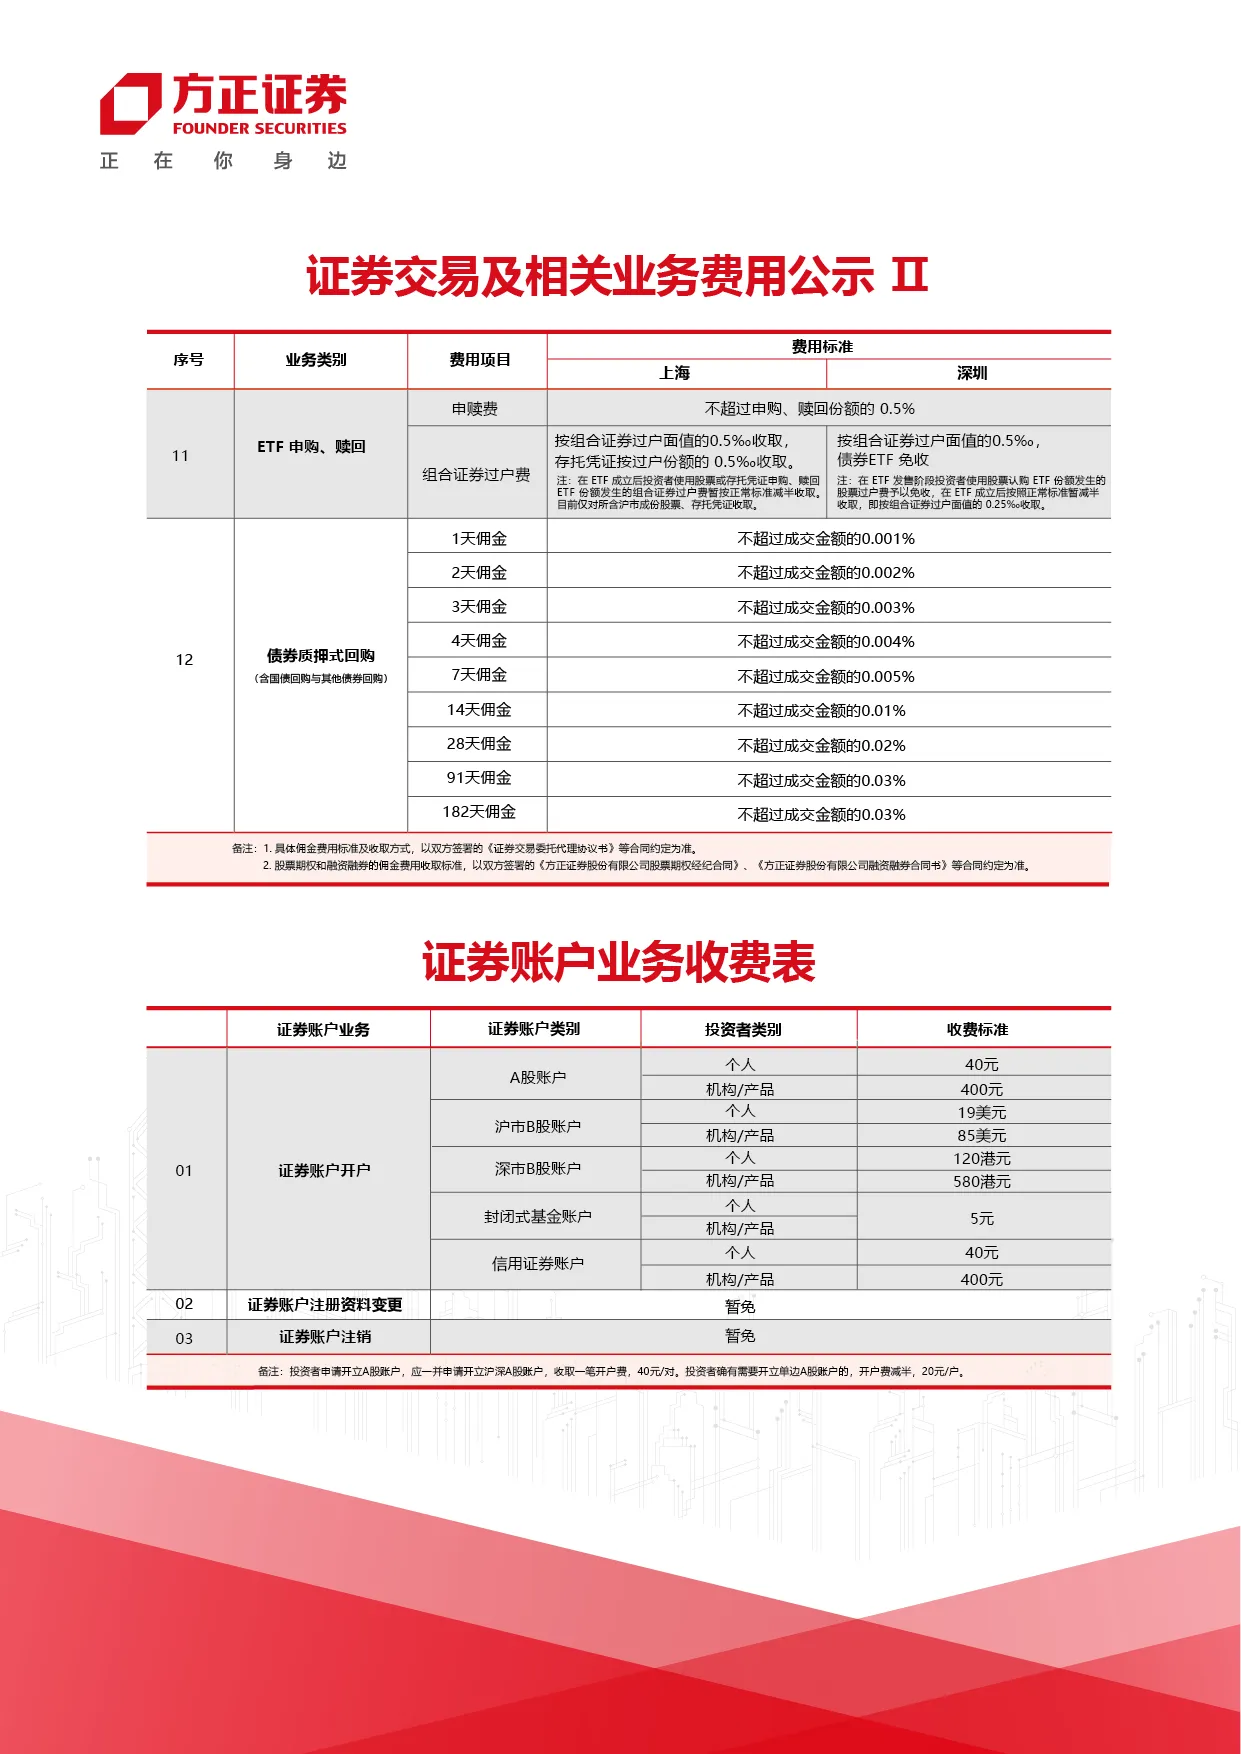 方正证券
FOUNDER SECURITIES
正在你身边
证券交易及相关业务费用公示 Ⅱ
序号 业务类别 费用项目 费用标准
上海 深圳
11 ETF 申购、赎回 申赎费 不超过申购、赎回份额的 0.5%
组合证券过户费
按组合证券过户面值的0.5‰收取，
存托凭证按过户份额的 0.5‰收取。
注：在 ETF 成立后投资者使用股票或存托凭证申购、赎回
ETF 份额发生的组合证券过户费暂按正常标准减半收取。
目前仅对所含沪市成份股票、存托凭证收取。
按组合证券过户面值的0.5‰，
债券ETF 免收
注：在 ETF 发售阶段投资者使用股票认购 ETF 份额发生的
股票过户费予以免收，在 ETF 成立后按照正常标准暂减半
收取，即按组合证券过户面值的 0.25‰收取。
12 债券质押式回购
（含国债回购与其他债券回购）
1天佣金 不超过成交金额的0.001%
2天佣金 不超过成交金额的0.002%
3天佣金 不超过成交金额的0.003%
4天佣金 不超过成交金额的0.004%
7天佣金 不超过成交金额的0.005%
14天佣金 不超过成交金额的0.01%
28天佣金 不超过成交金额的0.02%
91天佣金 不超过成交金额的0.03%
182天佣金 不超过成交金额的0.03%
备注：1. 具体佣金费用标准及收取方式，以双方签署的《证券交易委托代理协议书》等合同约定为准。
2. 股票期权和融资融券的佣金费用收取标准，以双方签署的《方正证券股份有限公司股票期权经纪合同》、《方正证券股份有限公司融资融券合同书》等合同约定为准。
证券账户业务收费表
证券账户业务 证券账户类别 投资者类别 收费标准
01 证券账户开户
A股账户 个人 40元
机构/产品 400元
沪市B股账户 个人 19美元
机构/产品 85美元
深市B股账户 个人 120港元
机构/产品 580港元
封闭式基金账户 个人 5元
机构/产品
信用证券账户 个人 40元
机构/产品 400元
02 证券账户注册资料变更 暂免
03 证券账户注销 暂免
备注：投资者申请开立A股账户，应一并申请开立沪深A股账户，收取一笔开户费，40元/对。投资者确有需要开立单边A股账户的，开户费减半，20元/户。